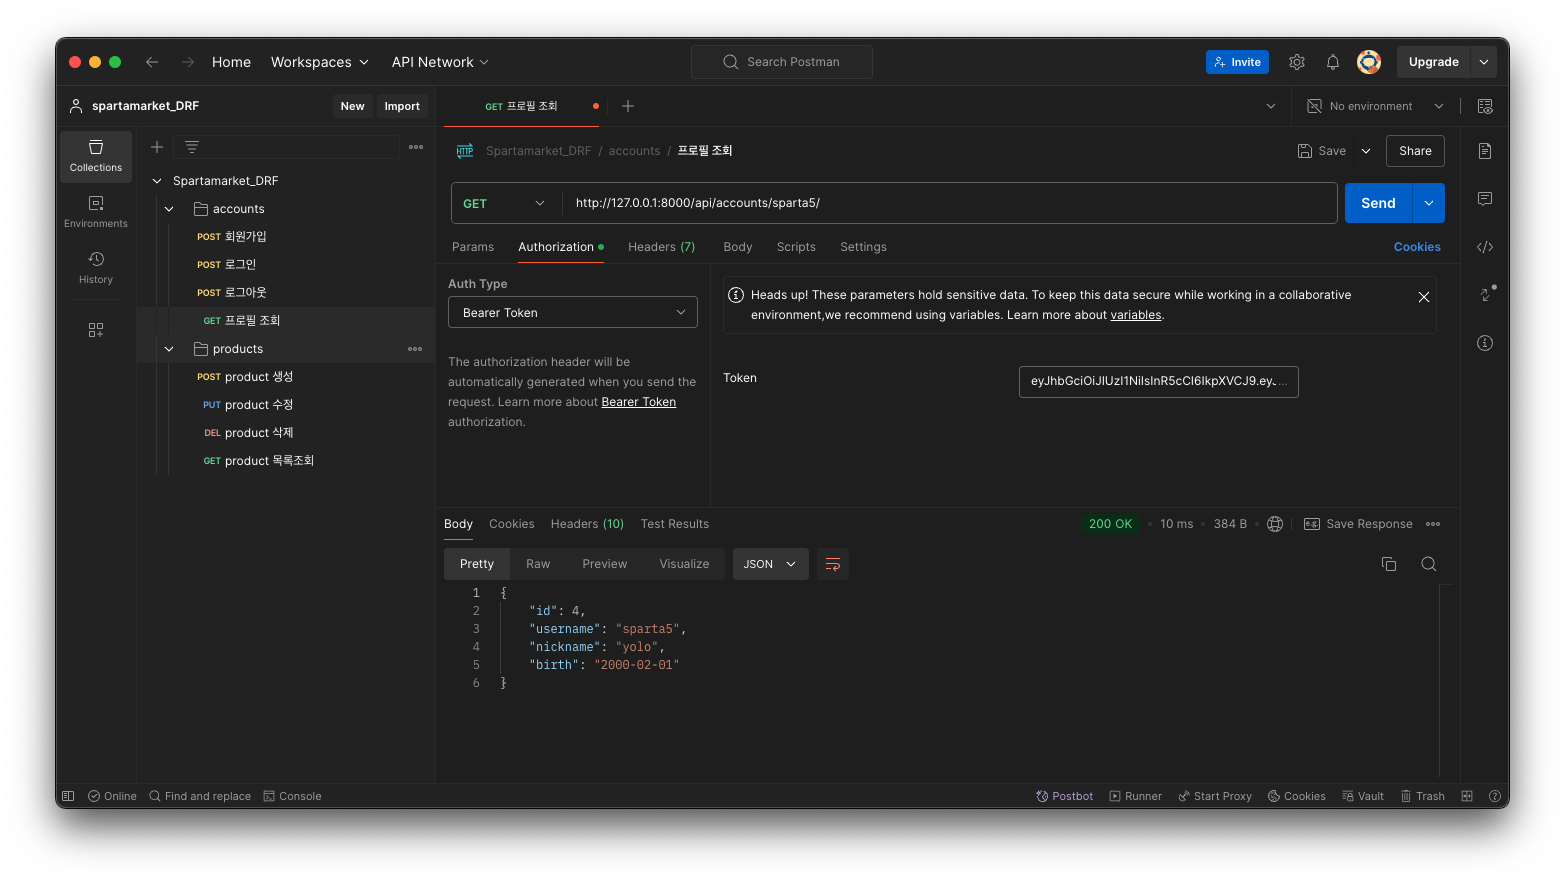 Home
Workspaces
API Network
Search Postman
Invite
Upgrade
spartamarket_DRF
New
Import
GET 프로필 조회
No environment
Collections
Environments
History
Spartamarket_DRF
accounts
POST 회원가입
POST 로그인
POST 로그아웃
GET 프로필 조회
products
POST product 생성
PUT product 수정
DEL product 삭제
GET product 목록조회
HTTP
Spartamarket_DRF / accounts / 프로필 조회
Save
Share
GET
http://127.0.0.1:8000/api/accounts/sparta5/
Send
Params
Authorization
Headers (7)
Body
Scripts
Settings
Cookies
Auth Type
Bearer Token
The authorization header will be
automatically generated when you send the
request. Learn more about Bearer Token
authorization.
Heads up! These parameters hold sensitive data. To keep this data secure while working in a collaborative
environment,we recommend using variables. Learn more about variables.
Token
Body
Cookies
Headers (10)
Test Results
200 OK
10 ms
384 B
e.g.
Save Response
Pretty
Raw
Preview
Visualize
JSON
1 {
2 "id": 4,
3 "username": "sparta5",
4 "nickname": "yolo",
5 "birth": "2000-02-01"
6 }
Online
Find and replace
Console
Postbot
Runner
Start Proxy
Cookies
Vault
Trash